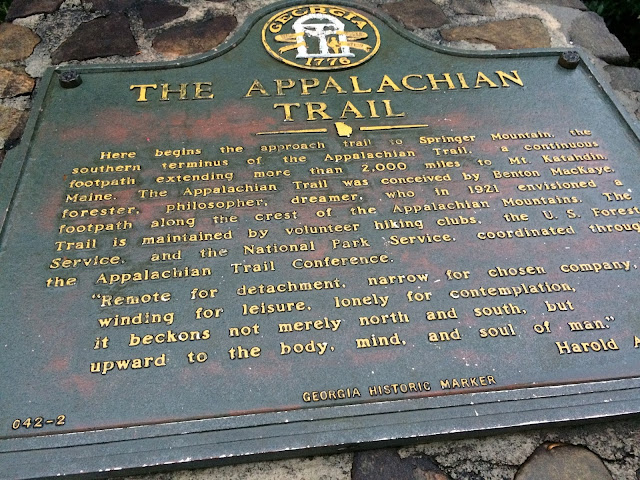 GEORGIA
1776
THE APPALACHIAN
TRAIL
Here begins the approach trail to Springer Mountain, the
southern terminus of the Appalachian Trail, a continuous
footpath extending more than 2,000 miles to Mt. Katahdin,
Maine. The Appalachian Trail was conceived by Benton MacKaye,
forester, philosopher, dreamer, who in 1921 envisioned a
footpath along the crest of the Appalachian Mountains. The
Trail is maintained by volunteer hiking clubs, the U. S. Forest
Service, and the National Park Service, coordinated through
the Appalachian Trail Conference.
"Remote for detachment, narrow for chosen company,
winding for leisure, lonely for contemplation,
it beckons not merely north and south, but
upward to the body, mind, and soul of man."
Harold A
GEORGIA HISTORIC MARKER
042-2